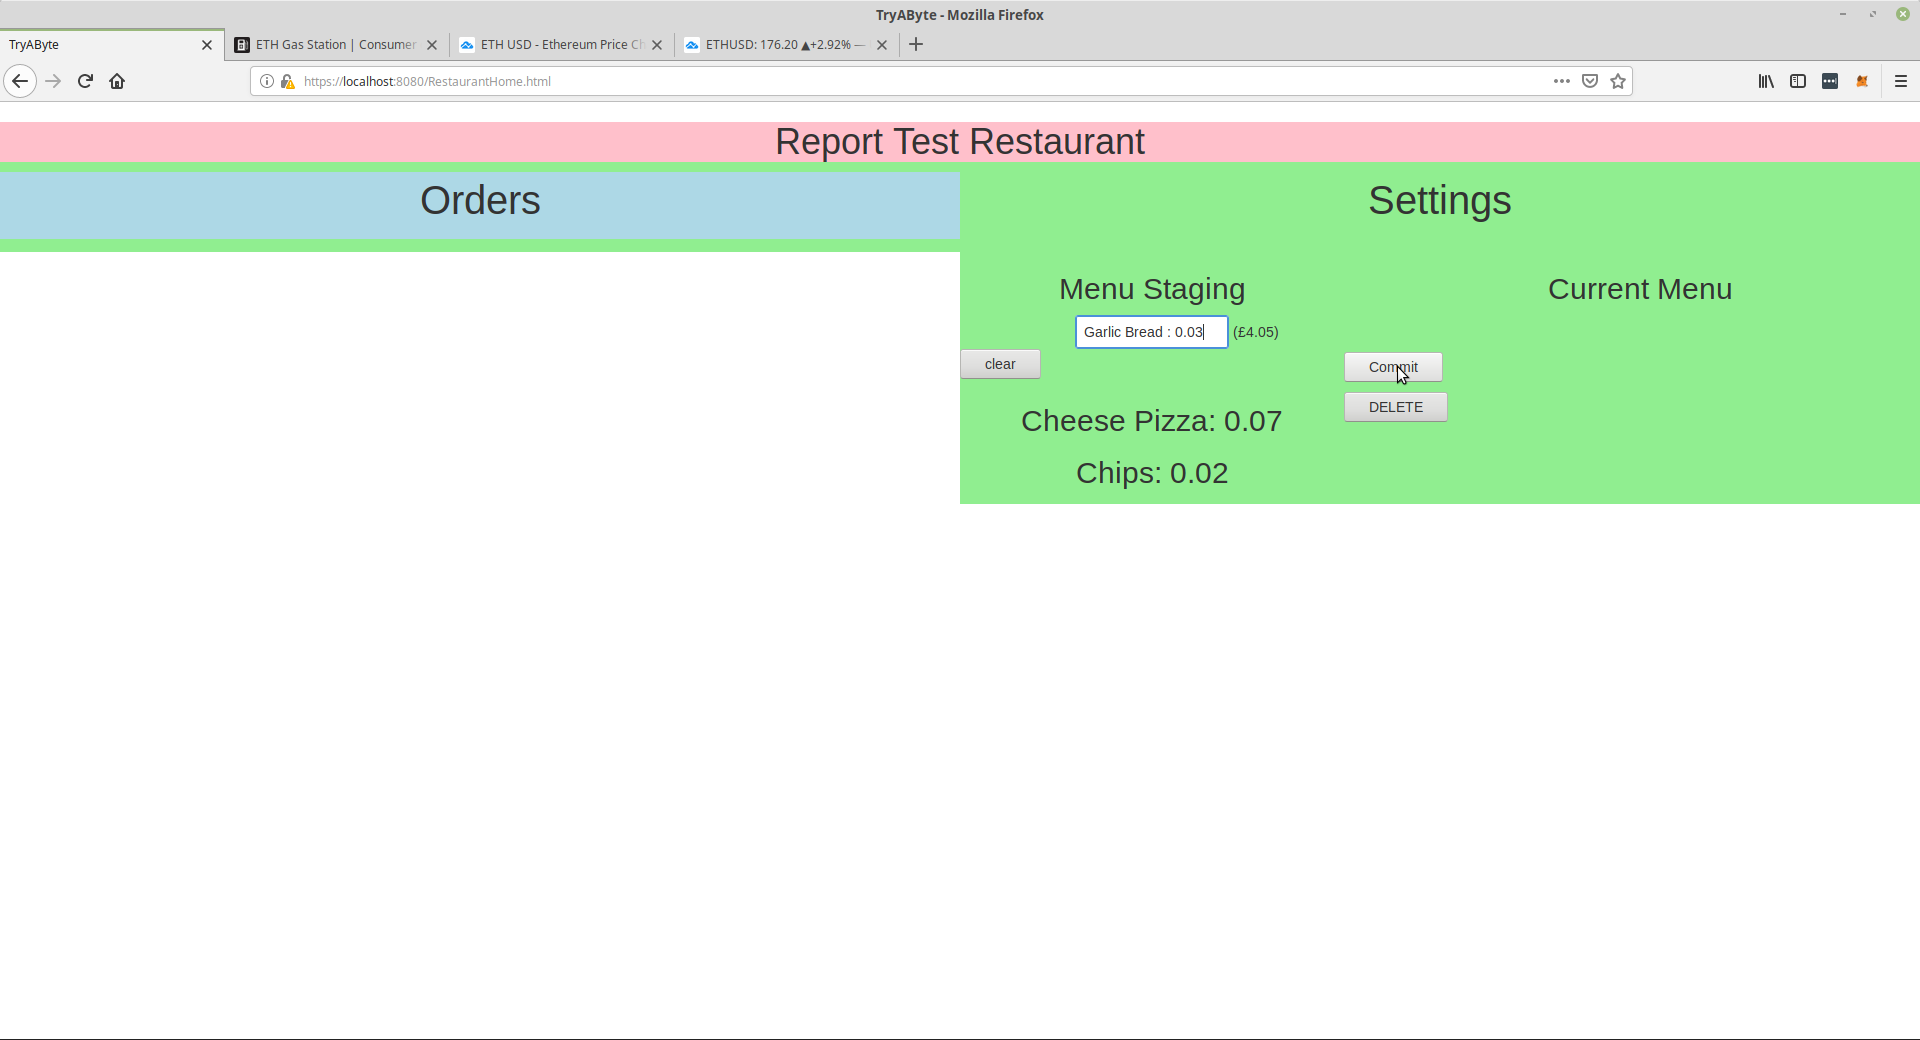 TryAByte - Mozilla Firefox
TryAByte
ETH Gas Station | Consumer
ETH USD - Ethereum Price Ch
ETHUSD: 176.20 ▲+2.92% —
https://localhost:8080/RestaurantHome.html
Report Test Restaurant
Orders
Settings
Menu Staging
Current Menu
Garlic Bread : 0.03 (£4.05)
clear
Commit
DELETE
Cheese Pizza: 0.07
Chips: 0.02